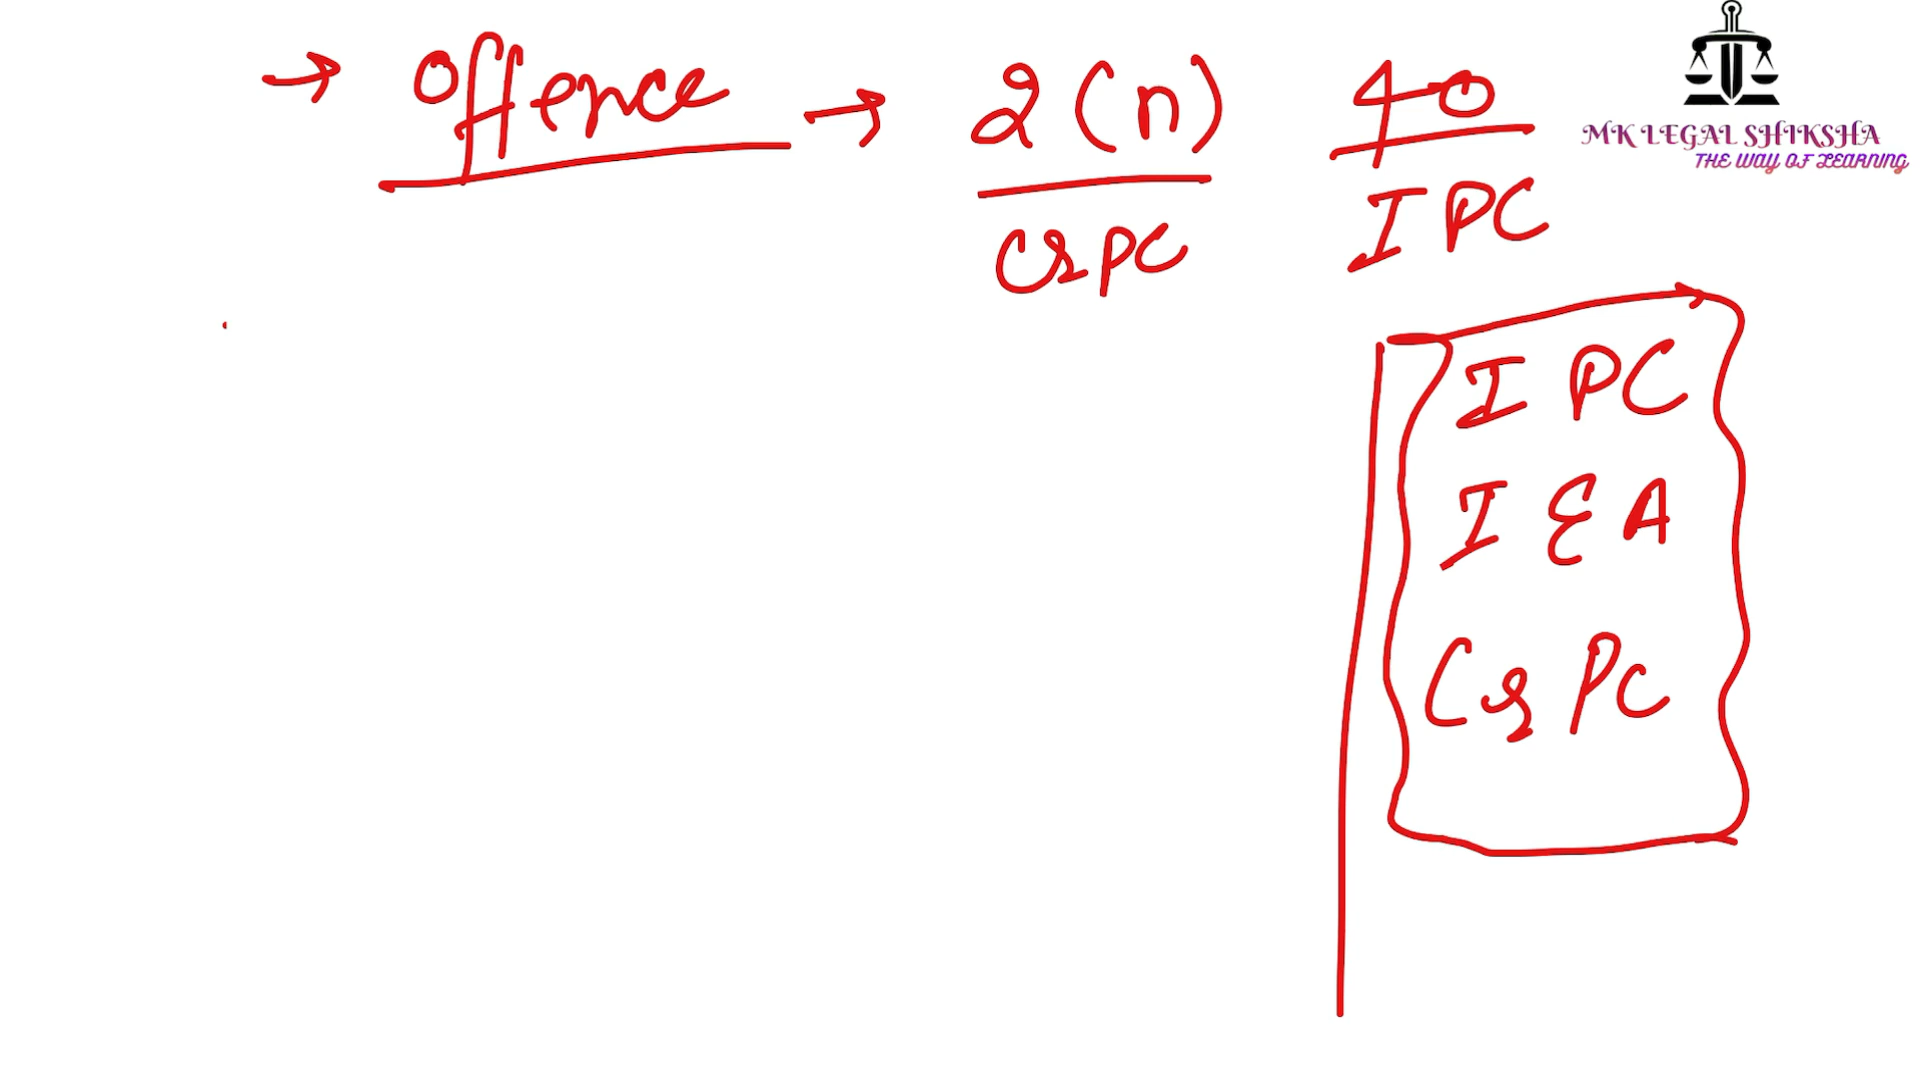 → Offence → 2(n) 40
CrPC IPC
MK LEGAL SHIKSHA
THE WAY OF LEARNING
IPC
IEA
CrPC